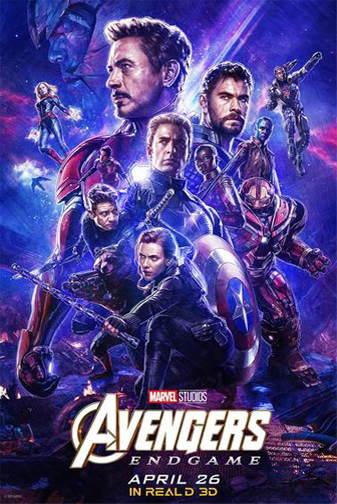 MARVEL STUDIOS
AVENGERS
ENDGAME
APRIL 26
IN REALD 3D